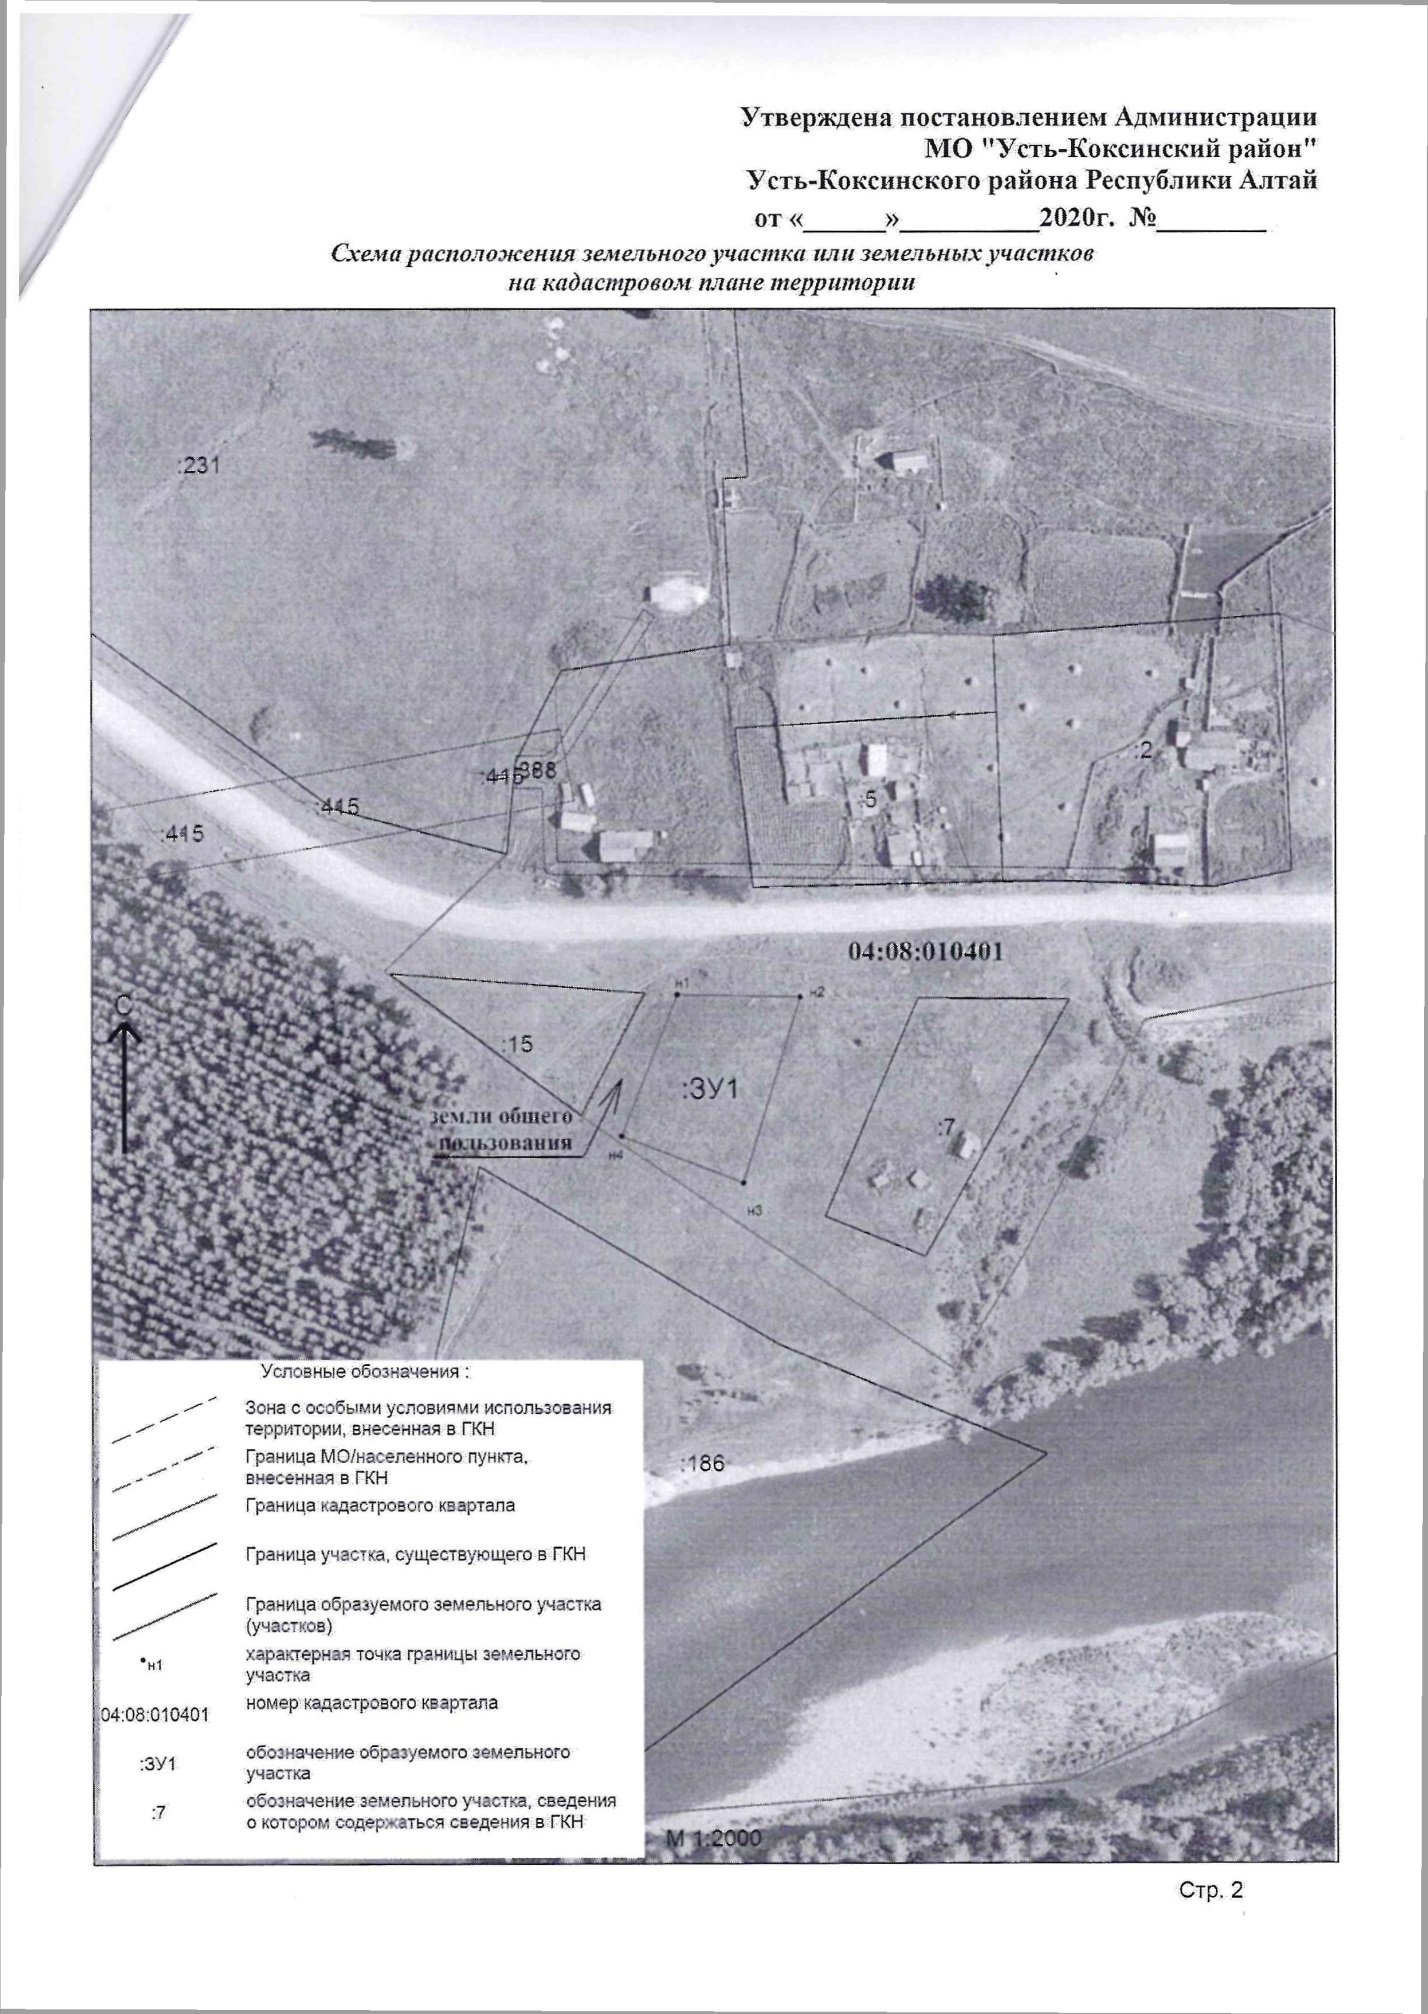 Утверждена постановлением Администрации
МО "Усть-Коксинский район"
Усть-Коксинского района Республики Алтай
от «______»__________2020г. №________
Схема расположения земельного участка или земельных участков
на кадастровом плане территории
:231
:388
:415
:415
:2
:5
04:08:010401
н1
н2
С
:15
:ЗУ1
земли общего
пользования
:7
н4
н3
:186
Условные обозначения :
Зона с особыми условиями использования
территории, внесенная в ГКН
Граница МО/населенного пункта,
внесенная в ГКН
Граница кадастрового квартала
Граница участка, существующего в ГКН
Граница образуемого земельного участка
(участков)
н1
характерная точка границы земельного
участка
04:08:010401
номер кадастрового квартала
:ЗУ1
обозначение образуемого земельного
участка
:7
обозначение земельного участка, сведения
о котором содержаться сведения в ГКН
М 1:2000
Стр. 2